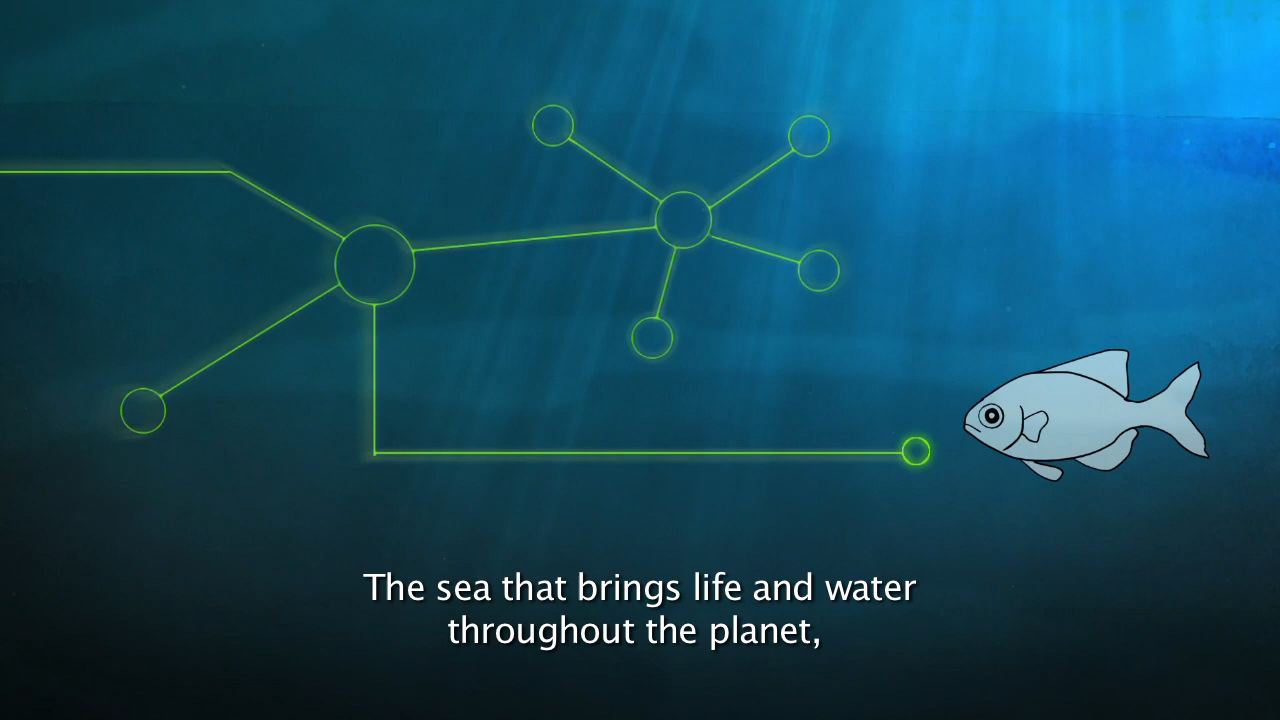 The sea that brings life and water
throughout the planet,